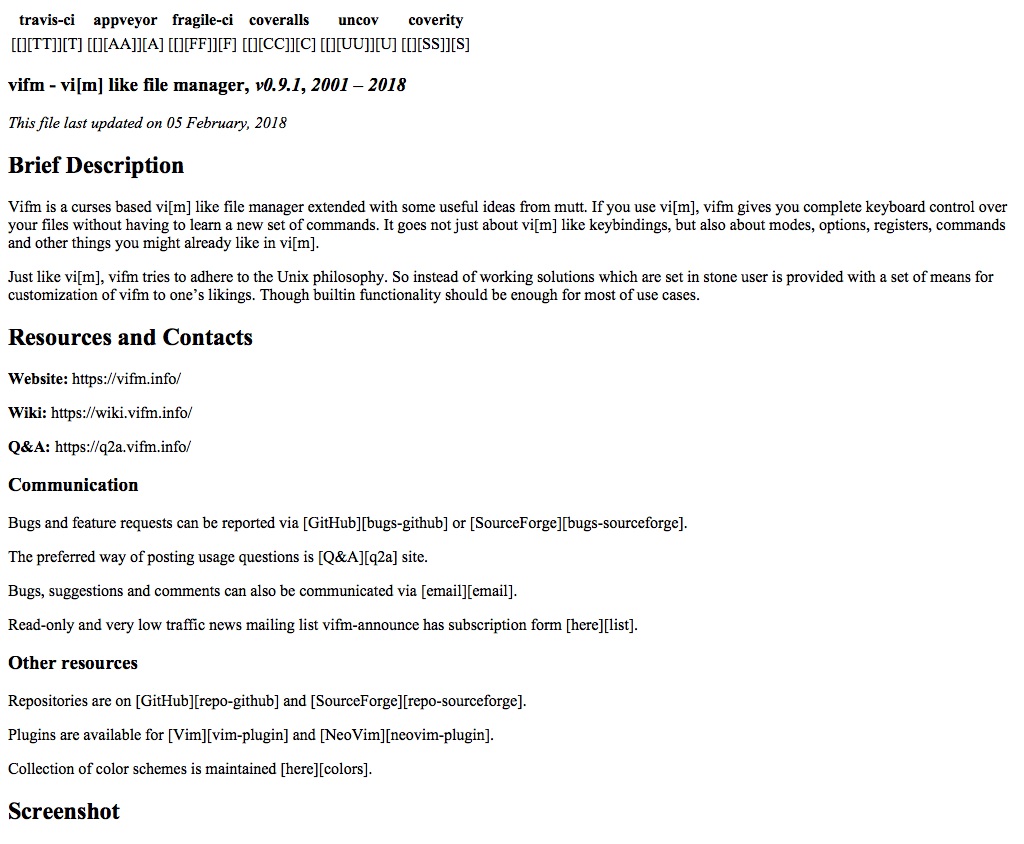 travis-ci appveyor fragile-ci coveralls uncov coverity
[[][TT]][T] [[][AA]][A] [[][FF]][F] [[][CC]][C] [[][UU]][U] [[][SS]][S]
vifm - vi[m] like file manager, v0.9.1, 2001 – 2018
This file last updated on 05 February, 2018
Brief Description
Vifm is a curses based vi[m] like file manager extended with some useful ideas from mutt. If you use vi[m], vifm gives you complete keyboard control over
your files without having to learn a new set of commands. It goes not just about vi[m] like keybindings, but also about modes, options, registers, commands
and other things you might already like in vi[m].
Just like vi[m], vifm tries to adhere to the Unix philosophy. So instead of working solutions which are set in stone user is provided with a set of means for
customization of vifm to one’s likings. Though builtin functionality should be enough for most of use cases.
Resources and Contacts
Website: https://vifm.info/
Wiki: https://wiki.vifm.info/
Q&A: https://q2a.vifm.info/
Communication
Bugs and feature requests can be reported via [GitHub][bugs-github] or [SourceForge][bugs-sourceforge].
The preferred way of posting usage questions is [Q&A][q2a] site.
Bugs, suggestions and comments can also be communicated via [email][email].
Read-only and very low traffic news mailing list vifm-announce has subscription form [here][list].
Other resources
Repositories are on [GitHub][repo-github] and [SourceForge][repo-sourceforge].
Plugins are available for [Vim][vim-plugin] and [NeoVim][neovim-plugin].
Collection of color schemes is maintained [here][colors].
Screenshot